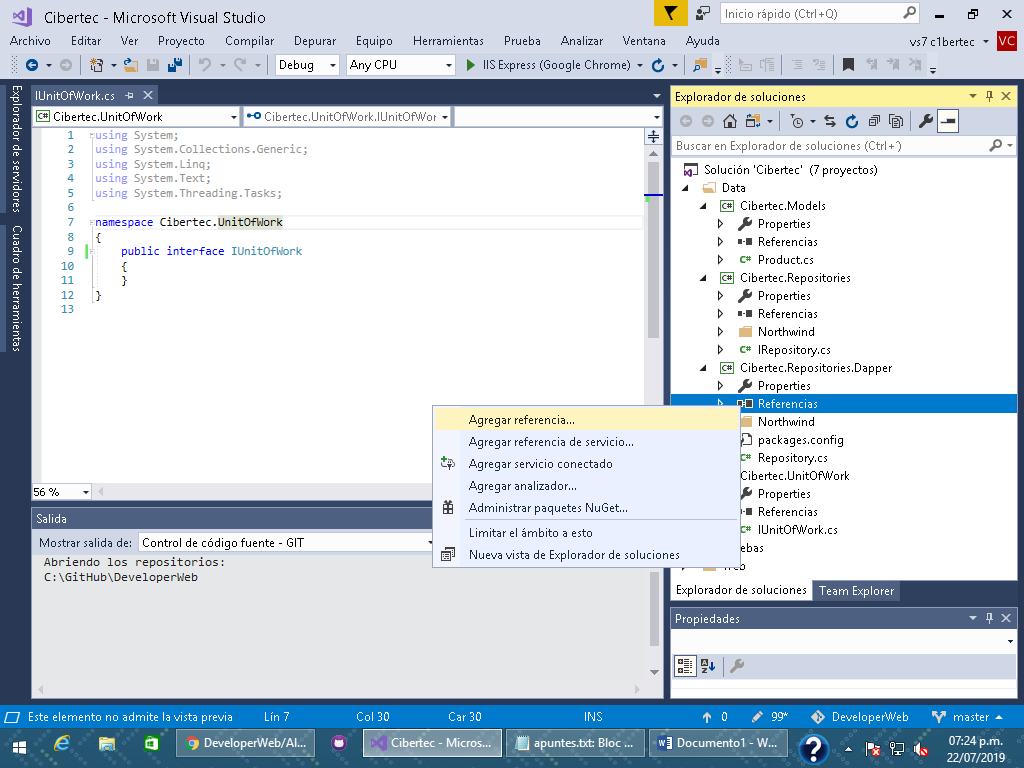 Cibertec - Microsoft Visual Studio
Inicio rápido (Ctrl+Q)
Archivo Editar Ver Proyecto Compilar Depurar Equipo Herramientas Prueba Analizar Ventana Ayuda
vs7 c1bertec VC
Debug Any CPU IIS Express (Google Chrome)
Explorador de servidores
Cuadro de herramientas
IUnitOfWork.cs
Cibertec.UnitOfWork
Cibertec.UnitOfWork.IUnitOfWor
1 using System;
2 using System.Collections.Generic;
3 using System.Linq;
4 using System.Text;
5 using System.Threading.Tasks;
6
7 namespace Cibertec.UnitOfWork
8 {
9 public interface IUnitOfWork
10 {
11 }
12 }
13
56 %
Salida
Mostrar salida de: Control de código fuente - GIT
Abriendo los repositorios:
C:\GitHub\DeveloperWeb
Agregar referencia...
Agregar referencia de servicio...
Agregar servicio conectado
Agregar analizador...
Administrar paquetes NuGet...
Limitar el ámbito a esto
Nueva vista de Explorador de soluciones
Explorador de soluciones
Buscar en Explorador de soluciones (Ctrl+´)
Solución 'Cibertec' (7 proyectos)
Data
C# Cibertec.Models
Properties
Referencias
C# Product.cs
C# Cibertec.Repositories
Properties
Referencias
Northwind
C# IRepository.cs
C# Cibertec.Repositories.Dapper
Properties
Referencias
Northwind
packages.config
Repository.cs
Cibertec.UnitOfWork
Properties
Referencias
IUnitOfWork.cs
Explorador de soluciones Team Explorer
Propiedades
Este elemento no admite la vista previa Lín 7 Col 30 Car 30 INS 0 99* DeveloperWeb master
DeveloperWeb/Al... Cibertec - Micros... apuntes.txt: Bloc ... Documento1 - W...
07:24 p.m.
22/07/2019